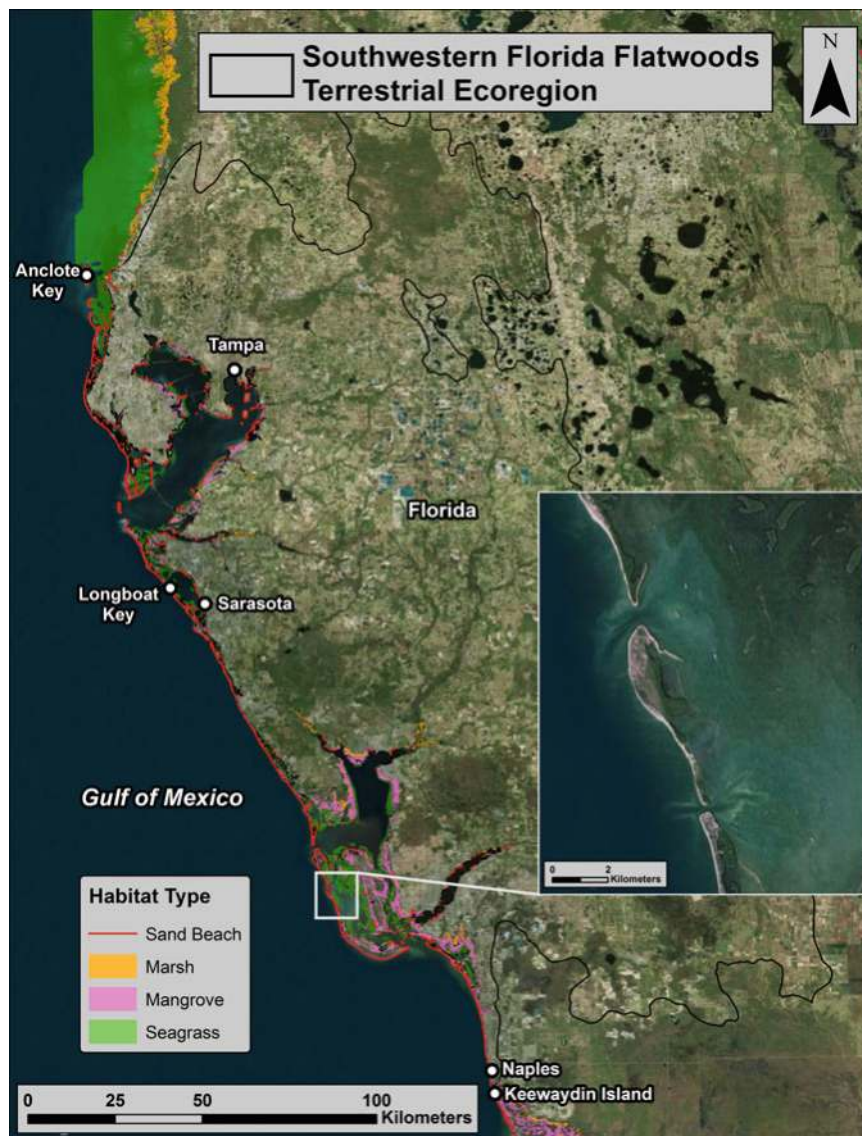 Southwestern Florida Flatwoods
Terrestrial Ecoregion
N
Anclote
Key
Tampa
Florida
Longboat
Key
Sarasota
Gulf of Mexico
0 2
Kilometers
Habitat Type
Sand Beach
Marsh
Mangrove
Seagrass
Naples
Keewaydin Island
0 25 50 100
Kilometers